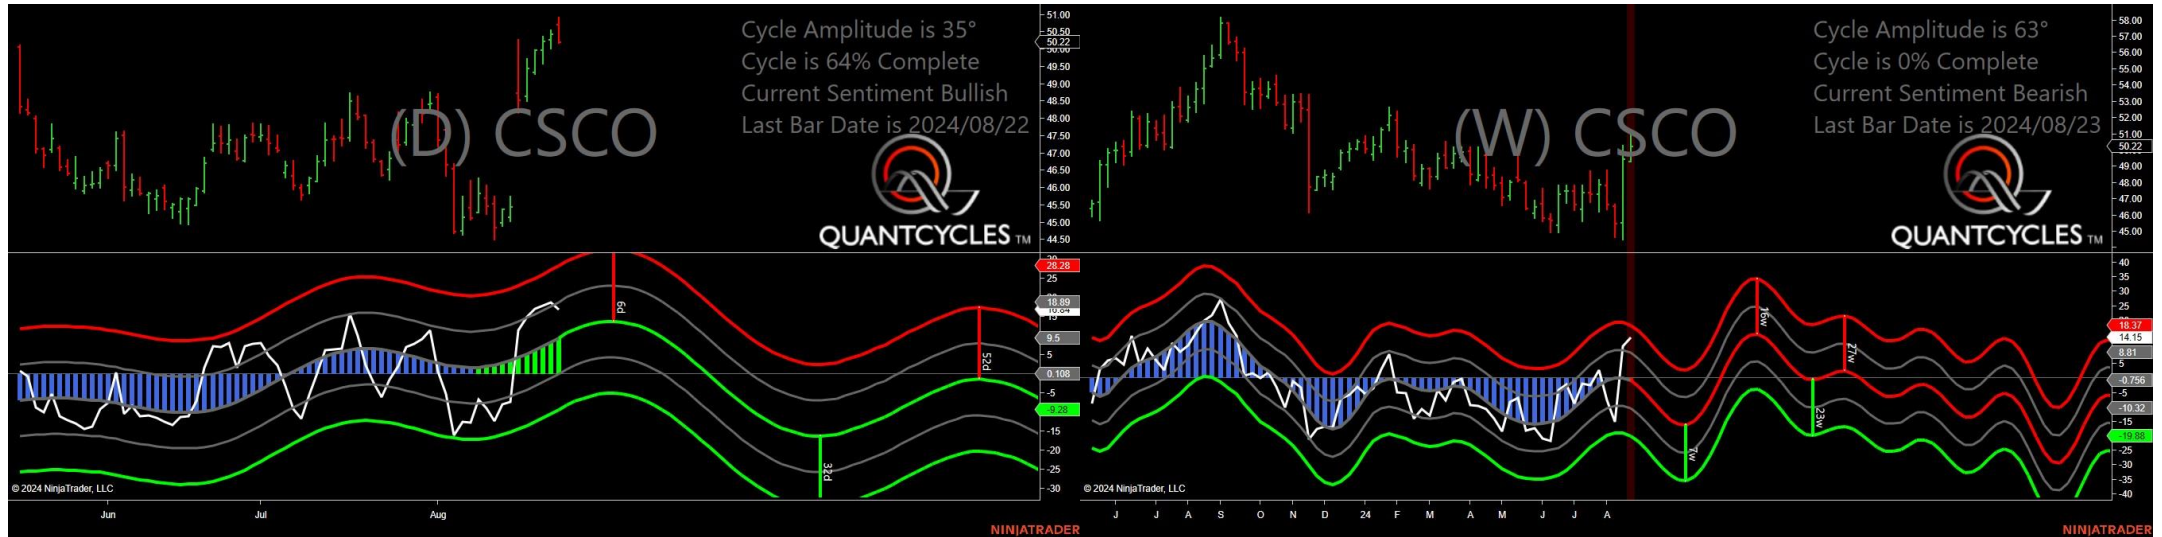 Cycle Amplitude is 35°
Cycle is 64% Complete
Current Sentiment Bullish
Last Bar Date is 2024/08/22
(D) CSCO
QUANTCYCLES TM
51.00
50.50
50.22
50.00
49.50
49.00
48.50
48.00
47.50
47.00
46.50
46.00
45.50
45.00
44.50
28.28
25
18.89
16.84
15
9.5
5
0.108
-5
-9.28
-15
-20
-25
-30
6d
32d
52d
© 2024 NinjaTrader, LLC
Jun
Jul
Aug
NINJATRADER
Cycle Amplitude is 63°
Cycle is 0% Complete
Current Sentiment Bearish
Last Bar Date is 2024/08/23
(W) CSCO
QUANTCYCLES TM
58.00
57.00
56.00
55.00
54.00
53.00
52.00
51.00
50.22
49.00
48.00
47.00
46.00
45.00
40
35
30
25
18.37
14.15
8.81
5
-0.756
-5
-10.32
-15
-19.88
-25
-30
-35
-40
7w
16w
23w
27w
© 2024 NinjaTrader, LLC
J J A S O N D 24 F M A M J J A
NINJATRADER